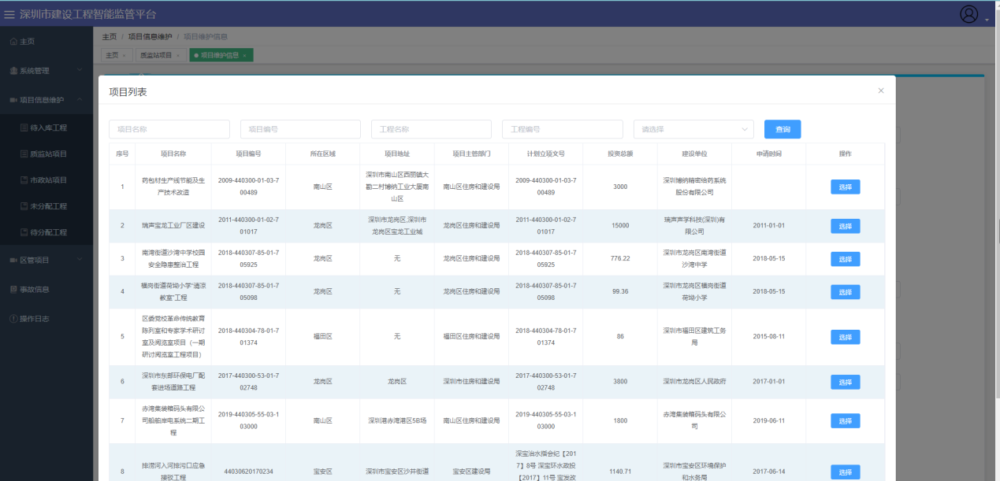 深圳市建设工程智能监管平台
主页
系统管理
项目信息维护
待入库工程
质监站项目
市政站项目
未分配工程
待分配工程
区管项目
事故信息
操作日志
主页 / 项目信息维护 / 项目维护信息
主页 × 质监站项目 × 项目维护信息 ×
项目列表 ×
项目名称 项目编号 工程名称 工程编号 请选择 查询
序号 项目名称 项目编号 所在区域 项目地址 项目主管部门 计划立项文号 投资总额 建设单位 申请时间 操作
1 药包材生产线节能及生产技术改造 2009-440300-01-03-700489 南山区 深圳市南山区西丽镇大勘二村博纳工业大厦南山区 南山区住房和建设局 2009-440300-01-03-700489 3000 深圳博纳精密给药系统股份有限公司 选择
2 瑞声宝龙工业厂区建设 2011-440300-01-02-701017 龙岗区 深圳市龙岗区,深圳市龙岗区宝龙工业城 龙岗区住房和建设局 2011-440300-01-02-701017 15000 瑞声声学科技(深圳)有限公司 2011-01-01 选择
3 南湾街道沙湾中学校园安全隐患整治工程 2018-440307-85-01-705925 龙岗区 无 龙岗区住房和建设局 2018-440307-85-01-705925 776.22 深圳市龙岗区南湾街道沙湾中学 2018-05-15 选择
4 横岗街道荷坳小学“清凉教室”工程 2018-440307-85-01-705098 龙岗区 无 龙岗区住房和建设局 2018-440307-85-01-705098 99.36 深圳市龙岗区横岗街道荷坳小学 2018-05-15 选择
5 区委党校革命传统教育陈列室和专家学术研讨室及阅览室项目（一期研讨阅览室工程项目） 2018-440304-78-01-701374 福田区 无 福田区住房和建设局 2018-440304-78-01-701374 86 深圳市福田区建筑工务局 2015-08-11 选择
6 深圳市东部环保电厂配套进场道路工程 2017-440300-53-01-702748 龙岗区 龙岗区 深圳市住房和建设局 2017-440300-53-01-702748 3800 深圳市龙岗区人民政府 2017-01-01 选择
7 赤湾集装箱码头有限公司船舶岸电系统二期工程 2019-440305-55-03-103000 南山区 深圳港赤湾港区5B场 南山区住房和建设局 2019-440305-55-03-103000 1800 赤湾集装箱码头有限公司 2019-06-11 选择
8 排涝河入河排污口应急接驳工程 44030620170234 宝安区 深圳市宝安区沙井街道 宝安区建设局 深宝治水指会纪【2017】8号 深宝环水政投【2017】11号 宝发改 1140.71 深圳市宝安区环境保护和水务局 2017-06-14 选择